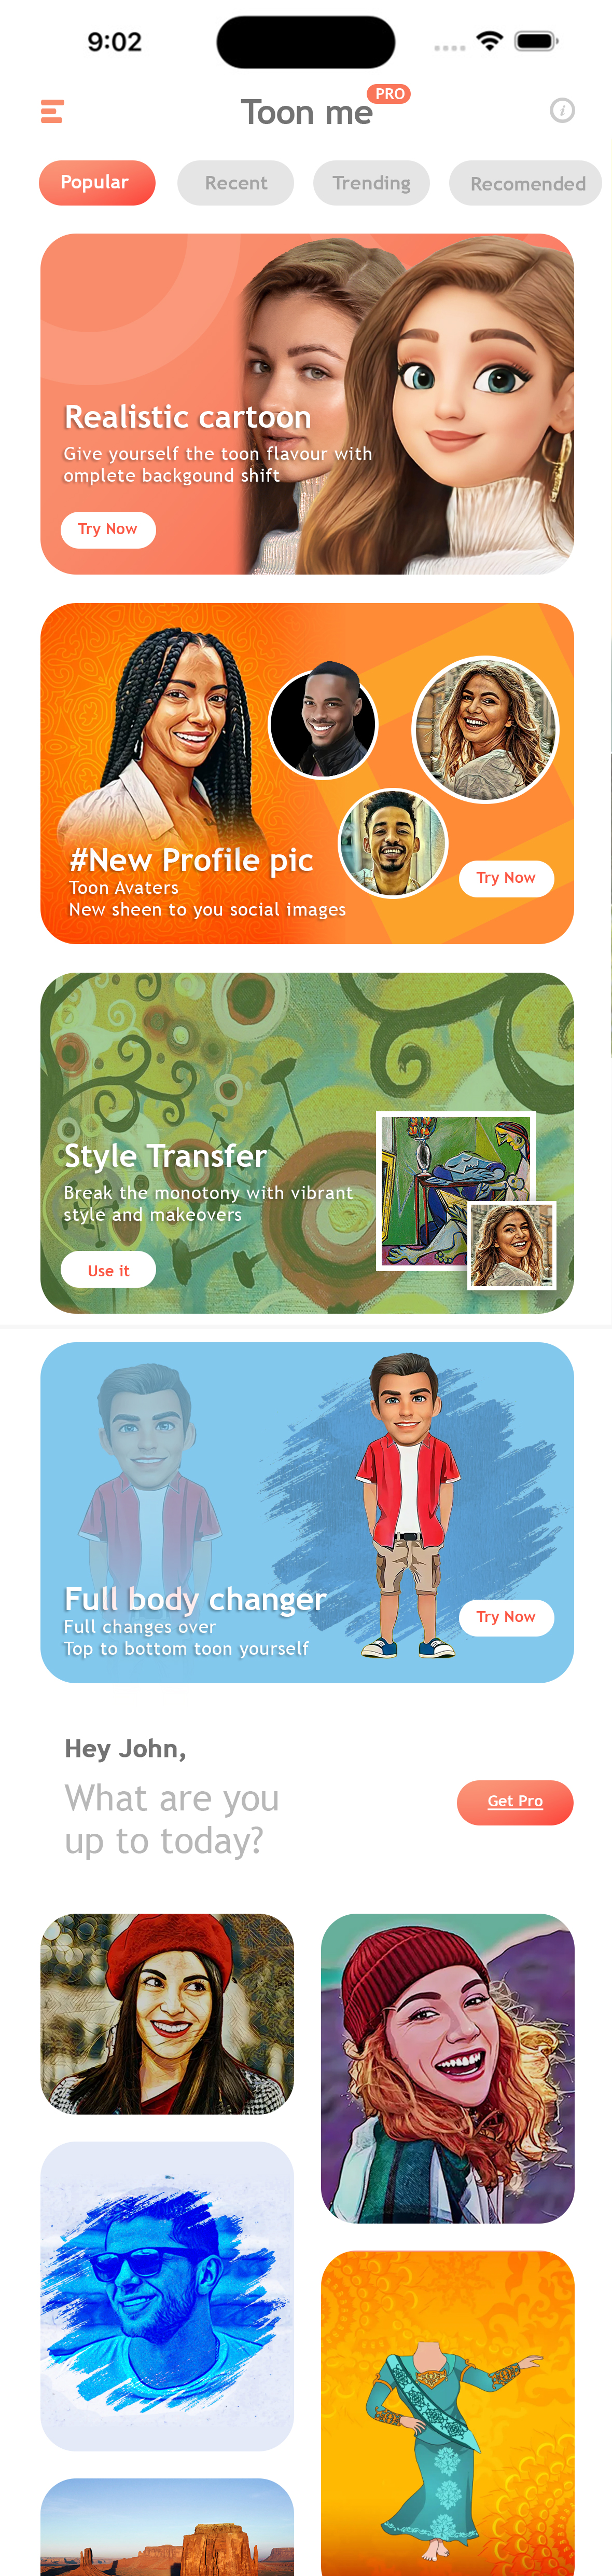 9:02
Toon me PRO
i
Popular Recent Trending Recomended
Realistic cartoon
Give yourself the toon flavour with
omplete backgound shift
Try Now
#New Profile pic
Toon Avaters
New sheen to you social images
Try Now
Style Transfer
Break the monotony with vibrant
style and makeovers
Use it
Full body changer
Full changes over
Top to bottom toon yourself
Try Now
Hey John,
What are you
up to today?
Get Pro